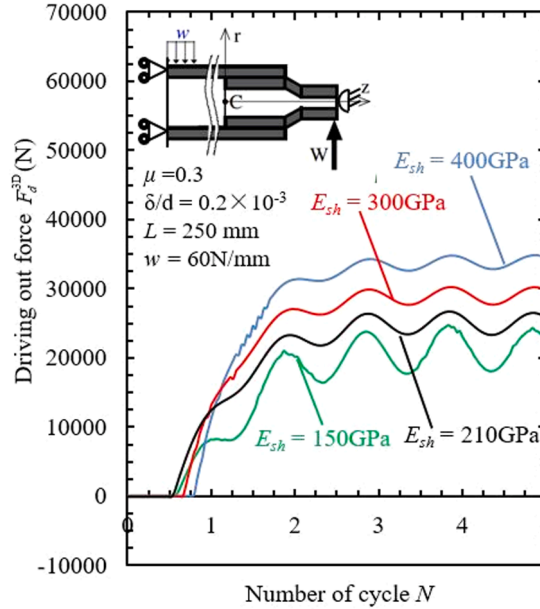 70000
60000
50000
40000
30000
20000
10000
0
-10000
Driving out force F_d^3D (N)
w
r
C
z
W
μ =0.3
δ/d = 0.2×10⁻³
L = 250 mm
w = 60N/mm
E_sh = 400GPa
E_sh = 300GPa
E_sh = 150GPa
E_sh = 210GPa
0 1 2 3 4
Number of cycle N